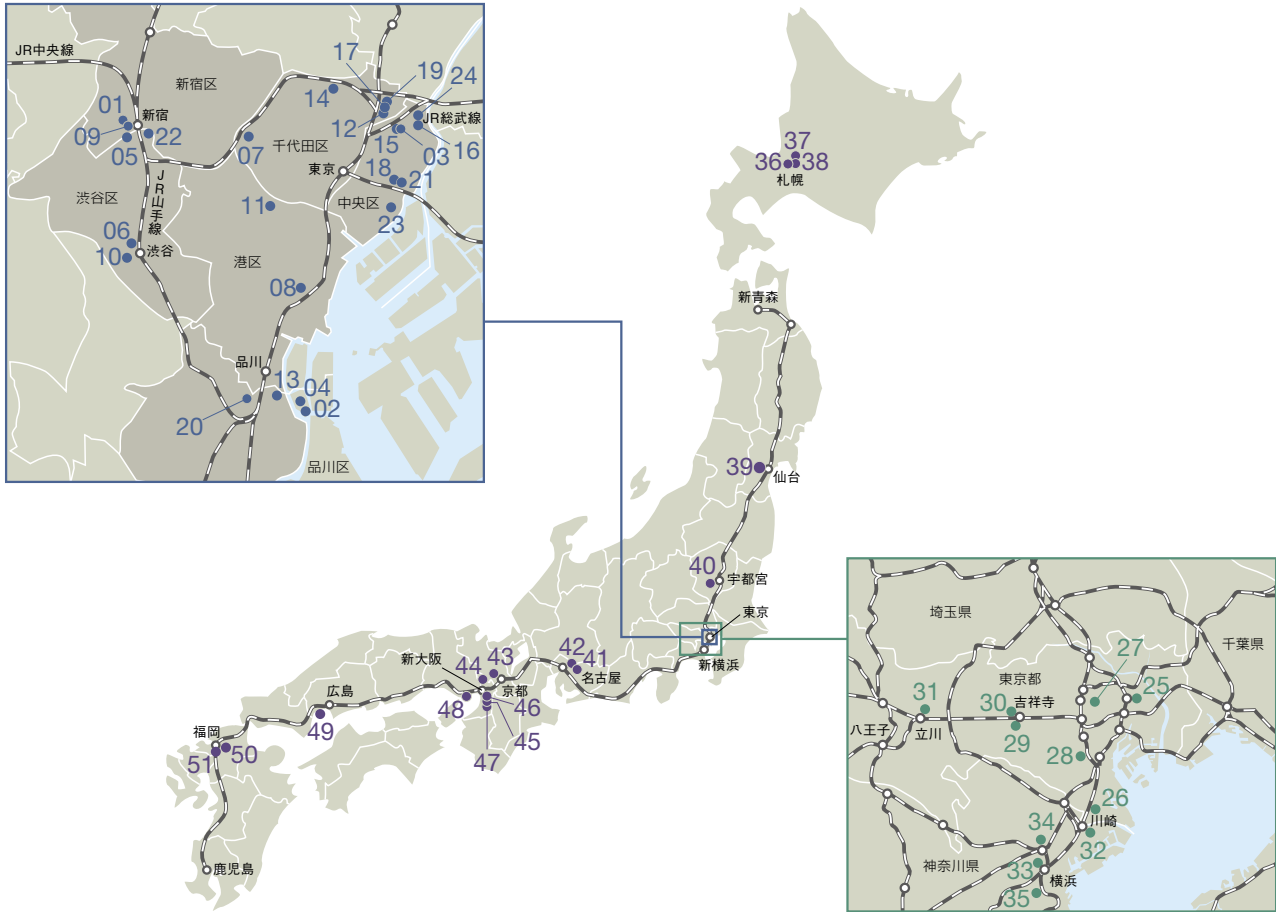 JR中央線
新宿区
17
19
24
14
01
新宿
09
22
05
07
12
JR総武線
千代田区
15
03
16
東京
18
21
渋谷区
JR山手線
11
中央区
23
06
渋谷
10
港区
08
品川
13
04
02
20
品川区
37
36
38
札幌
新青森
39
仙台
40
宇都宮
東京
新横浜
42
41
名古屋
新大阪
44
43
京都
48
46
45
47
広島
49
福岡
50
51
鹿児島
埼玉県
千葉県
27
東京都
25
31
30
吉祥寺
八王子
立川
29
28
26
34
川崎
32
神奈川県
33
横浜
35